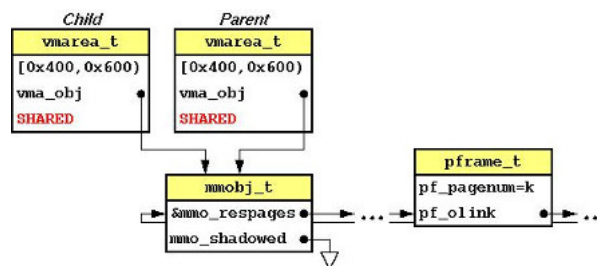 Child
Parent
vmarea_t
vmarea_t
[0x400,0x600)
[0x400,0x600)
vma_obj
vma_obj
SHARED
SHARED
mmobj_t
pframe_t
&mmo_respages
...
pf_pagenum=k
mmo_shadowed
pf_olink
..